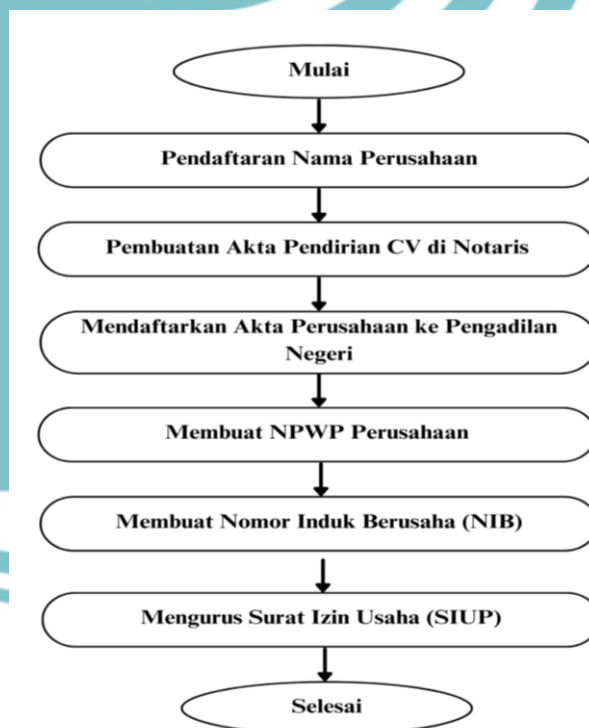 Mulai
Pendaftaran Nama Perusahaan
Pembuatan Akta Pendirian CV di Notaris
Mendaftarkan Akta Perusahaan ke Pengadilan
Negeri
Membuat NPWP Perusahaan
Membuat Nomor Induk Berusaha (NIB)
Mengurus Surat Izin Usaha (SIUP)
Selesai